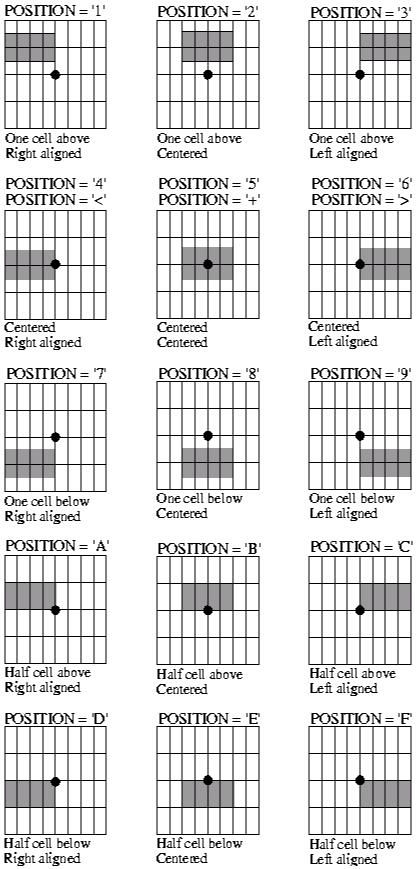 POSITION = '1'
POSITION = '2'
POSITION = '3'
One cell above
Right aligned
One cell above
Centered
One cell above
Left aligned
POSITION = '4'
POSITION = '<'
POSITION = '5'
POSITION = '+'
POSITION = '6'
POSITION = '>'
Centered
Right aligned
Centered
Centered
Centered
Left aligned
POSITION = '7'
POSITION = '8'
POSITION = '9'
One cell below
Right aligned
One cell below
Centered
One cell below
Left aligned
POSITION = 'A'
POSITION = 'B'
POSITION = 'C'
Half cell above
Right aligned
Half cell above
Centered
Half cell above
Left aligned
POSITION = 'D'
POSITION = 'E'
POSITION = 'F'
Half cell below
Right aligned
Half cell below
Centered
Half cell below
Left aligned